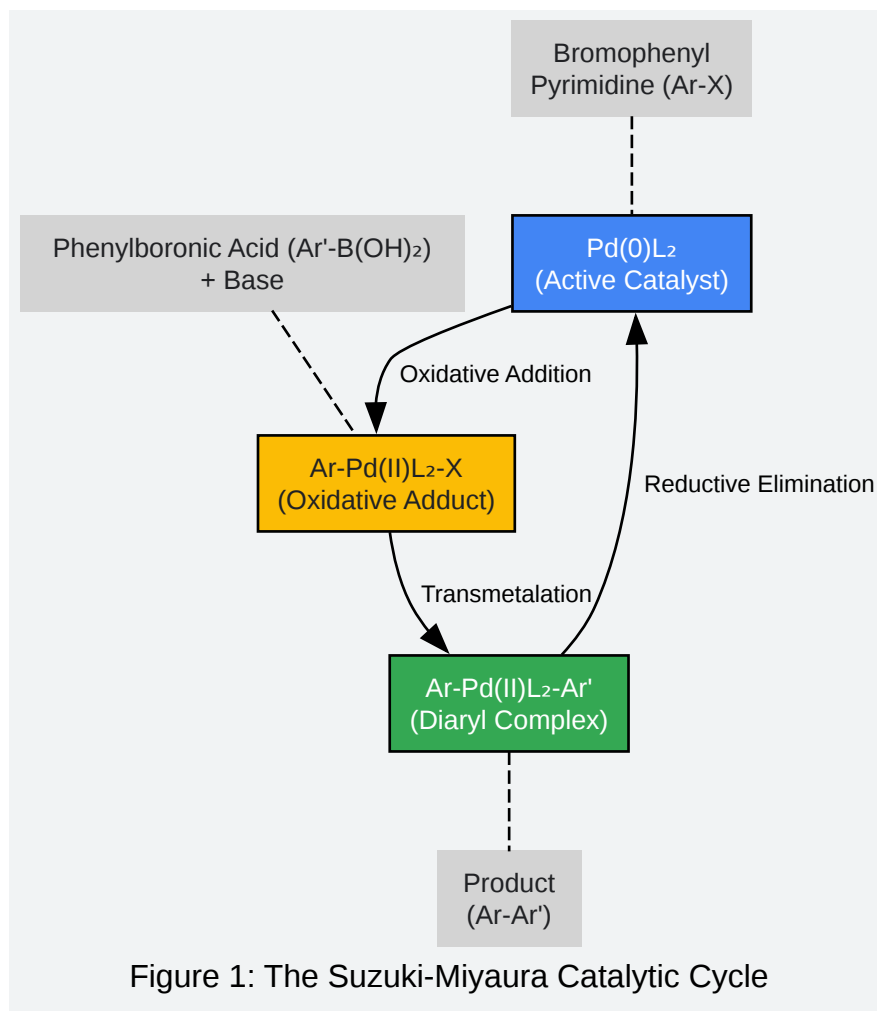 Bromophenyl
Pyrimidine (Ar-X)
Phenylboronic Acid (Ar'-B(OH)₂)
+ Base
Pd(0)L₂
(Active Catalyst)
Oxidative Addition
Ar-Pd(II)L₂-X
(Oxidative Adduct)
Reductive Elimination
Transmetalation
Ar-Pd(II)L₂-Ar'
(Diaryl Complex)
Product
(Ar-Ar')
Figure 1: The Suzuki-Miyaura Catalytic Cycle